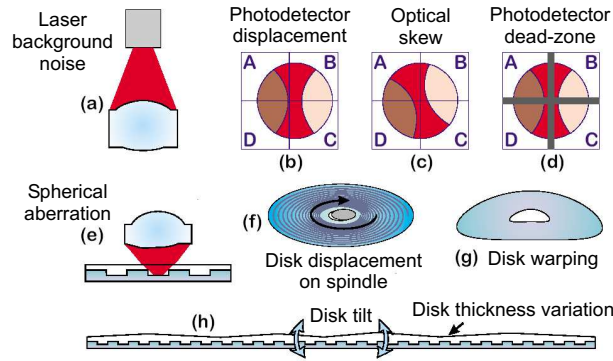 Laser
background
noise
(a)
Photodetector
displacement
A B
D C
(b)
Optical
skew
A B
D C
(c)
Photodetector
dead-zone
A B
D C
(d)
Spherical
aberration
(e)
(f)
Disk displacement
on spindle
(g) Disk warping
(h)
Disk tilt
Disk thickness variation